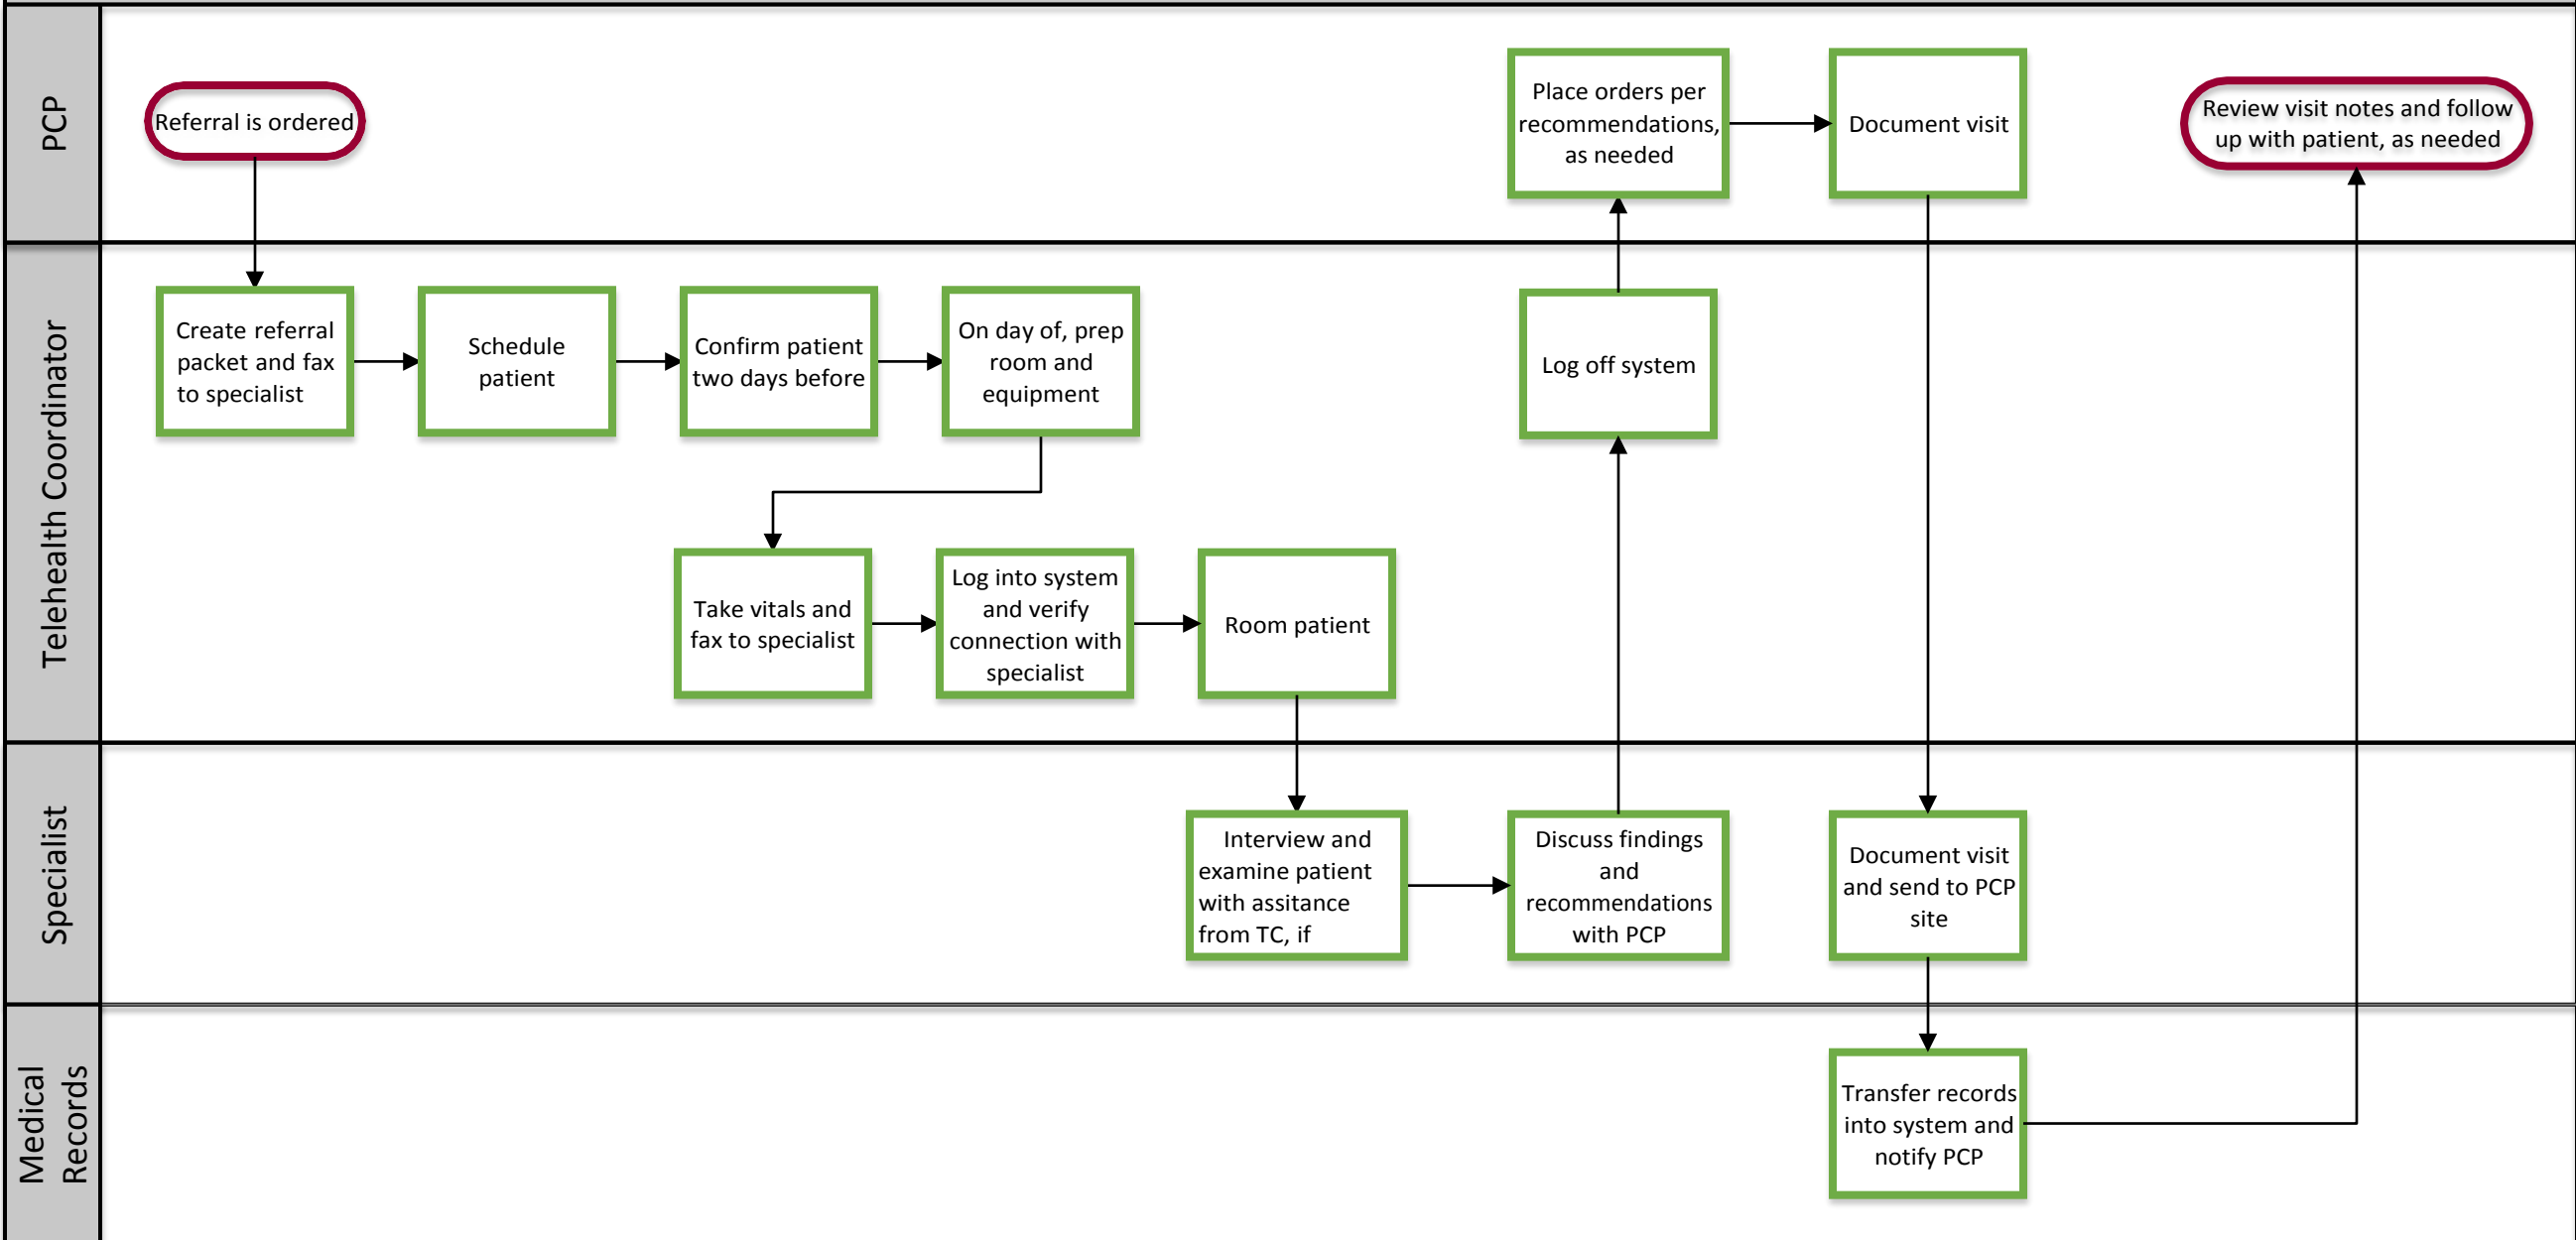 PCP
Referral is ordered
Place orders per
recommendations,
as needed
Document visit
Review visit notes and follow
up with patient, as needed
Telehealth Coordinator
Create referral
packet and fax
to specialist
Schedule
patient
Confirm patient
two days before
On day of, prep
room and
equipment
Log off system
Take vitals and
fax to specialist
Log into system
and verify
connection with
specialist
Room patient
Specialist
Interview and
examine patient
with assitance
from TC, if
Discuss findings
and
recommendations
with PCP
Document visit
and send to PCP
site
Medical
Records
Transfer records
into system and
notify PCP